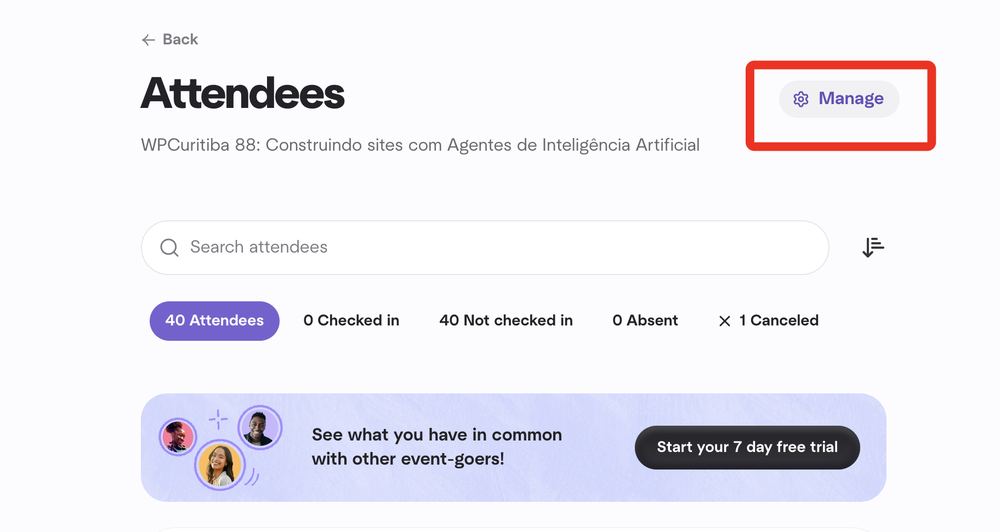 Back
Attendees
Manage
WPCuritiba 88: Construindo sites com Agentes de Inteligência Artificial
Search attendees
40 Attendees 0 Checked in 40 Not checked in 0 Absent 1 Canceled
See what you have in common
with other event-goers!
Start your 7 day free trial